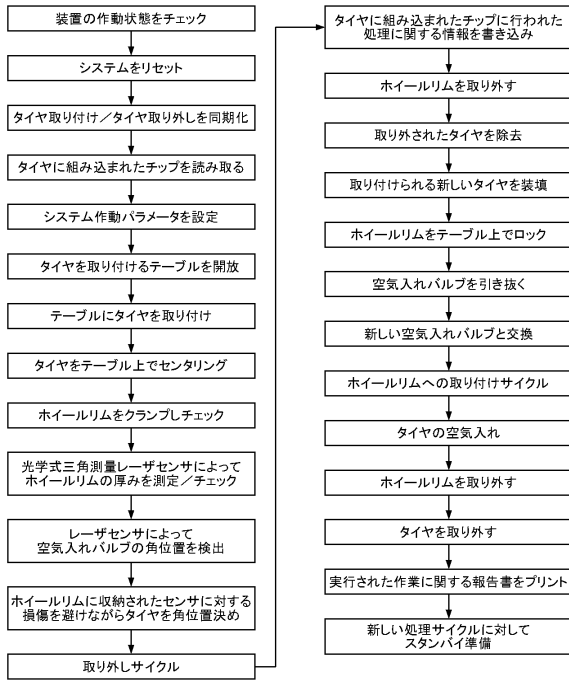 装置の作動状態をチェック
システムをリセット
タイヤ取り付け／タイヤ取り外しを同期化
タイヤに組み込まれたチップを読み取る
システム作動パラメータを設定
タイヤを取り付けるテーブルを開放
テーブルにタイヤを取り付け
タイヤをテーブル上でセンタリング
ホイールリムをクランプしチェック
光学式三角測量レーザセンサによって
ホイールリムの厚みを測定／チェック
レーザセンサによって
空気入れバルブの角位置を検出
ホイールリムに収納されたセンサに対する
損傷を避けながらタイヤを角位置決め
取り外しサイクル
タイヤに組み込まれたチップに行われた
処理に関する情報を書き込み
ホイールリムを取り外す
取り外されたタイヤを除去
取り付けられる新しいタイヤを装填
ホイールリムをテーブル上でロック
空気入れバルブを引き抜く
新しい空気入れバルブと交換
ホイールリムへの取り付けサイクル
タイヤの空気入れ
ホイールリムを取り外す
タイヤを取り外す
実行された作業に関する報告書をプリント
新しい処理サイクルに対して
スタンバイ準備